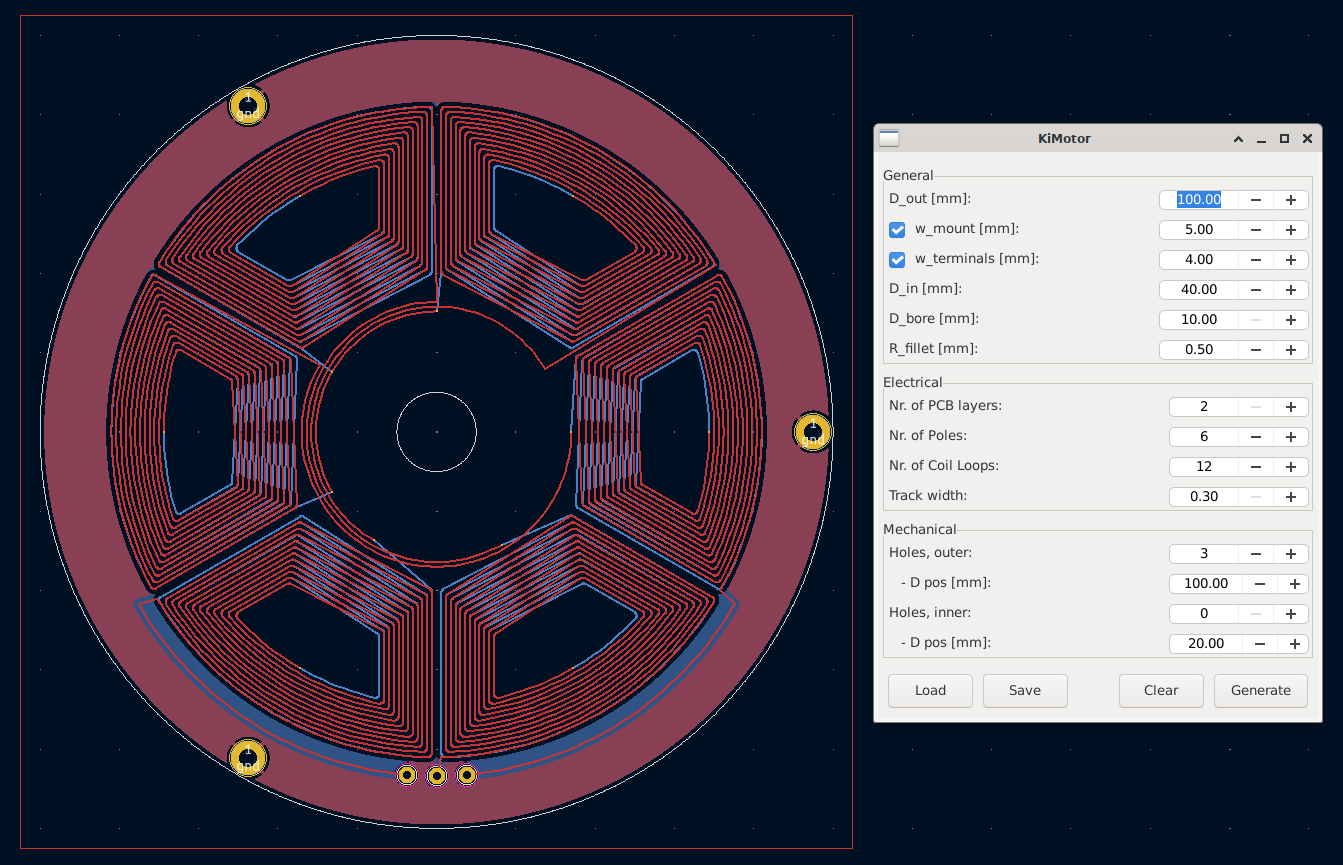 1
gnd
1
gnd
1
gnd
KiMotor
General
D_out [mm]: 100.00
w_mount [mm]: 5.00
w_terminals [mm]: 4.00
D_in [mm]: 40.00
D_bore [mm]: 10.00
R_fillet [mm]: 0.50
Electrical
Nr. of PCB layers: 2
Nr. of Poles: 6
Nr. of Coil Loops: 12
Track width: 0.30
Mechanical
Holes, outer: 3
- D pos [mm]: 100.00
Holes, inner: 0
- D pos [mm]: 20.00
Load Save Clear Generate